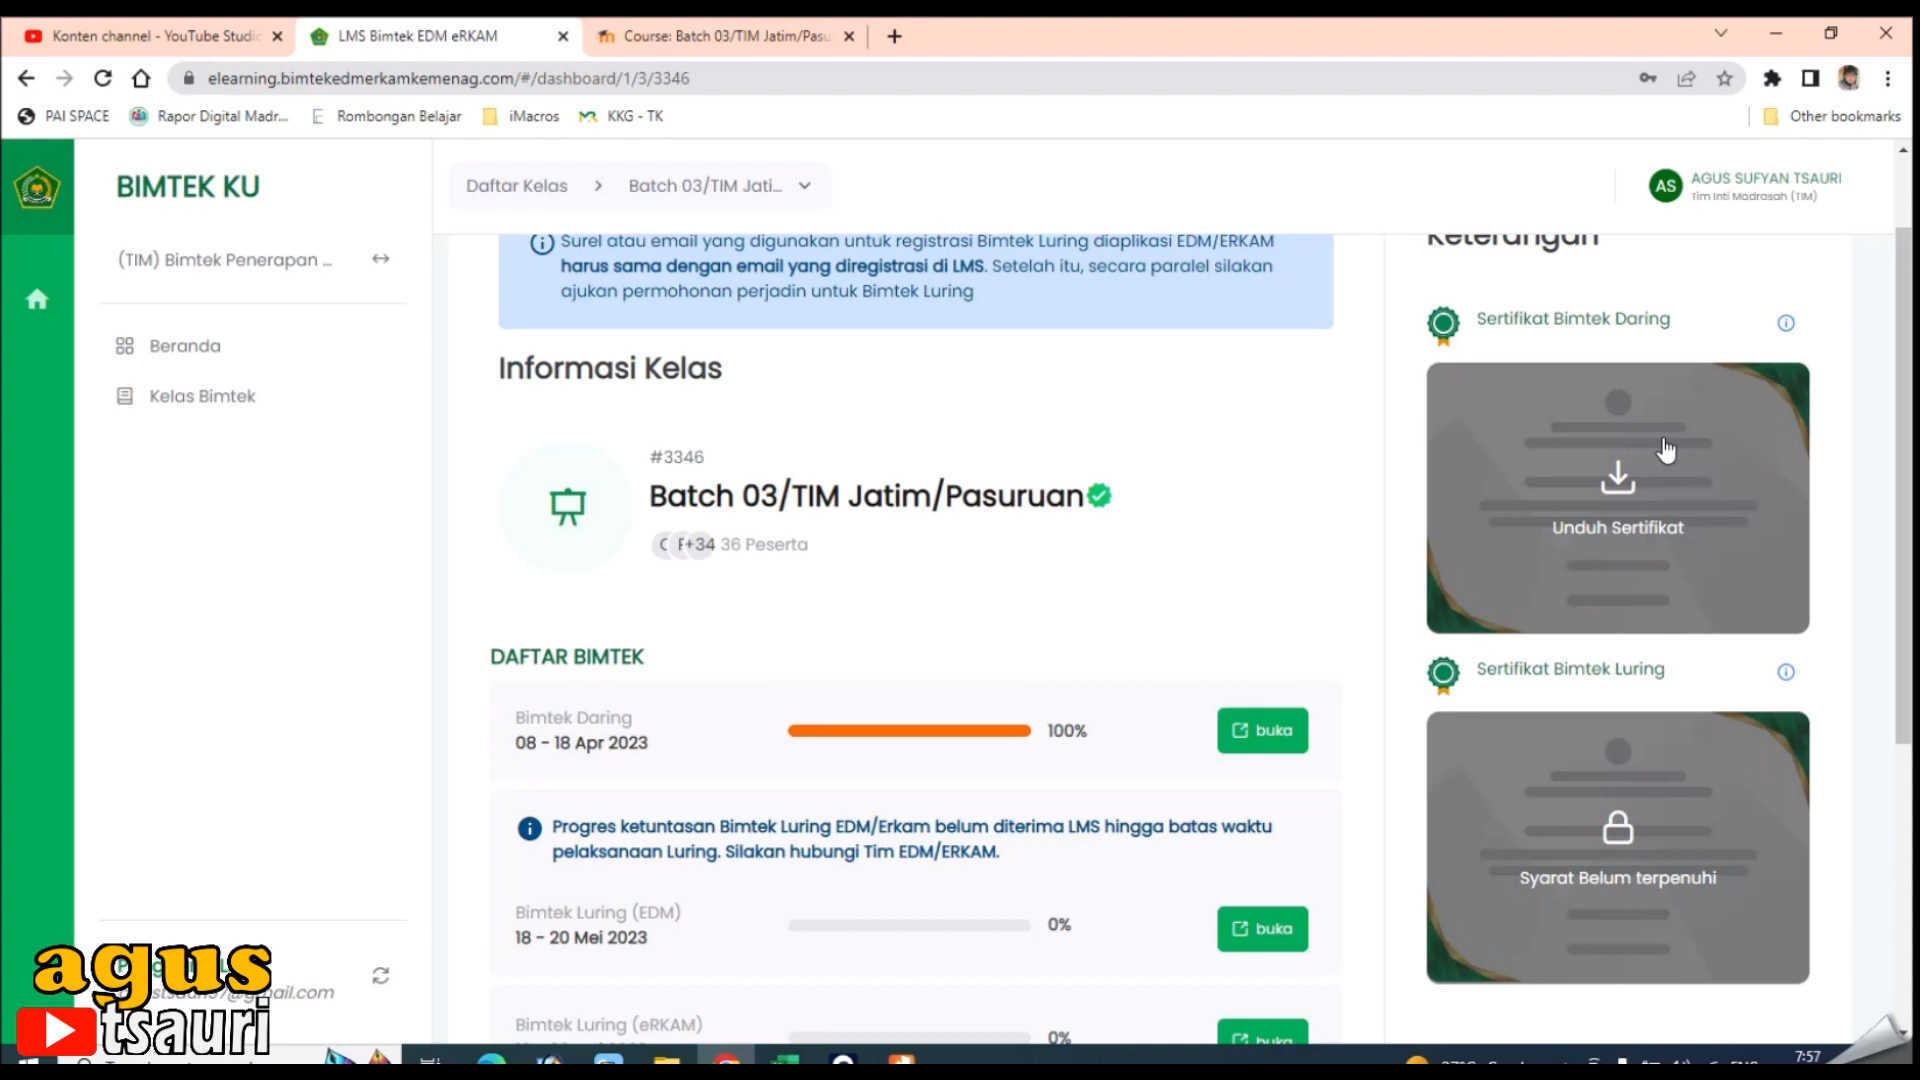 Konten channel - YouTube Studio
LMS Bimtek EDM eRKAM
Course: Batch 03/TIM Jatim/Pasu
elearning.bimtekedmerkamkemenag.com/#/dashboard/1/3/3346
PAI SPACE
Rapor Digital Madr...
Rombongan Belajar
iMacros
KKG - TK
Other bookmarks
BIMTEK KU
Daftar Kelas
Batch 03/TIM Jati...
AS
AGUS SUFYAN TSAURI
Tim Inti Madrasah (TIM)
(TIM) Bimtek Penerapan ...
Beranda
Kelas Bimtek
Surel atau email yang digunakan untuk registrasi Bimtek Luring diaplikasi EDM/ERKAM
harus sama dengan email yang diregistrasi di LMS. Setelah itu, secara paralel silakan
ajukan permohonan perjadin untuk Bimtek Luring
Informasi Kelas
#3346
Batch 03/TIM Jatim/Pasuruan
+34 36 Peserta
DAFTAR BIMTEK
Bimtek Daring
08 - 18 Apr 2023
100%
buka
Progres ketuntasan Bimtek Luring EDM/Erkam belum diterima LMS hingga batas waktu
pelaksanaan Luring. Silakan hubungi Tim EDM/ERKAM.
Bimtek Luring (EDM)
18 - 20 Mei 2023
0%
buka
Bimtek Luring (eRKAM)
0%
buka
Keterangan
Sertifikat Bimtek Daring
Unduh Sertifikat
Sertifikat Bimtek Luring
Syarat Belum terpenuhi
agus
tsauri
7:57